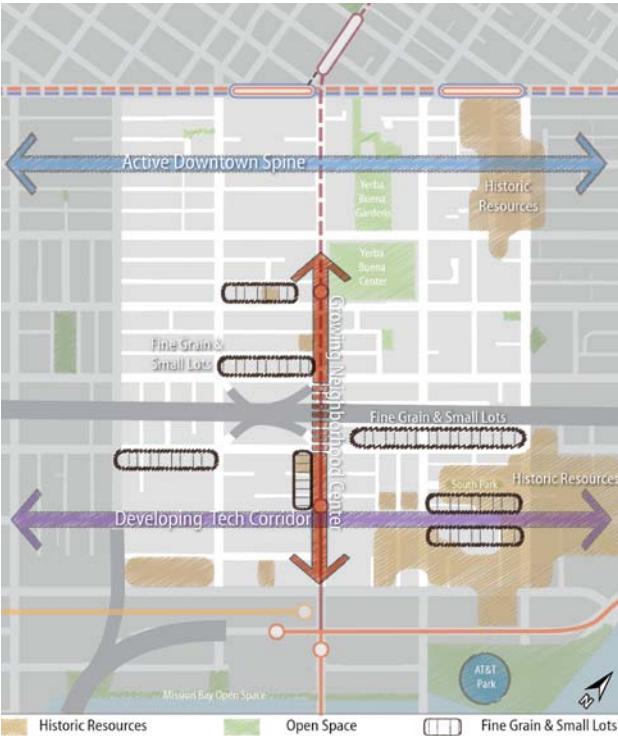 Active Downtown Spine
Yerba
Buena
Gardens
Historic
Resources
Yerba
Buena
Center
Growing Neighborhood Center
Fine Grain &
Small Lots
Fine Grain & Small Lots
Historic Resources
South Park
Developing Tech Corridor
AT&T
Park
Mission Bay Open Space
N
Historic Resources
Open Space
Fine Grain & Small Lots